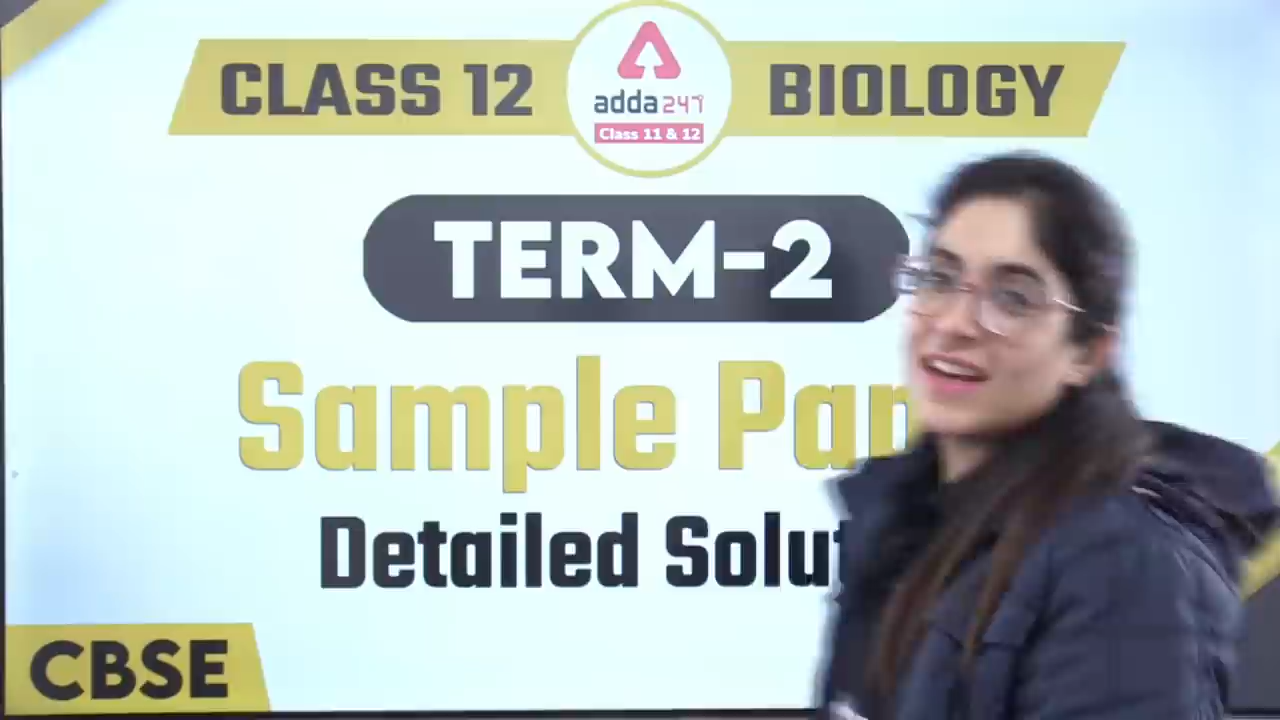 CLASS 12
BIOLOGY
adda247
Class 11 & 12
TERM-2
Sample
Detailed
CBSE